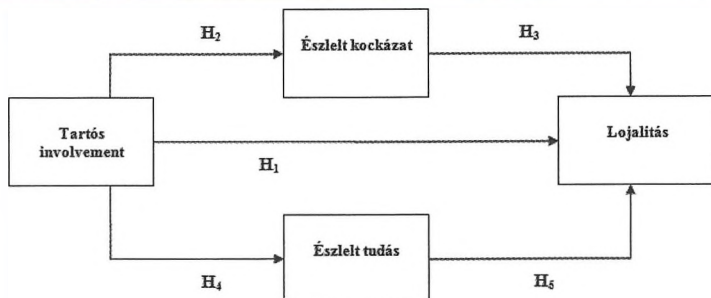 H₂
Észlelt kockázat
H₃
Tartós
involvement
Lojalitás
H₁
Észlelt tudás
H₄
H₅